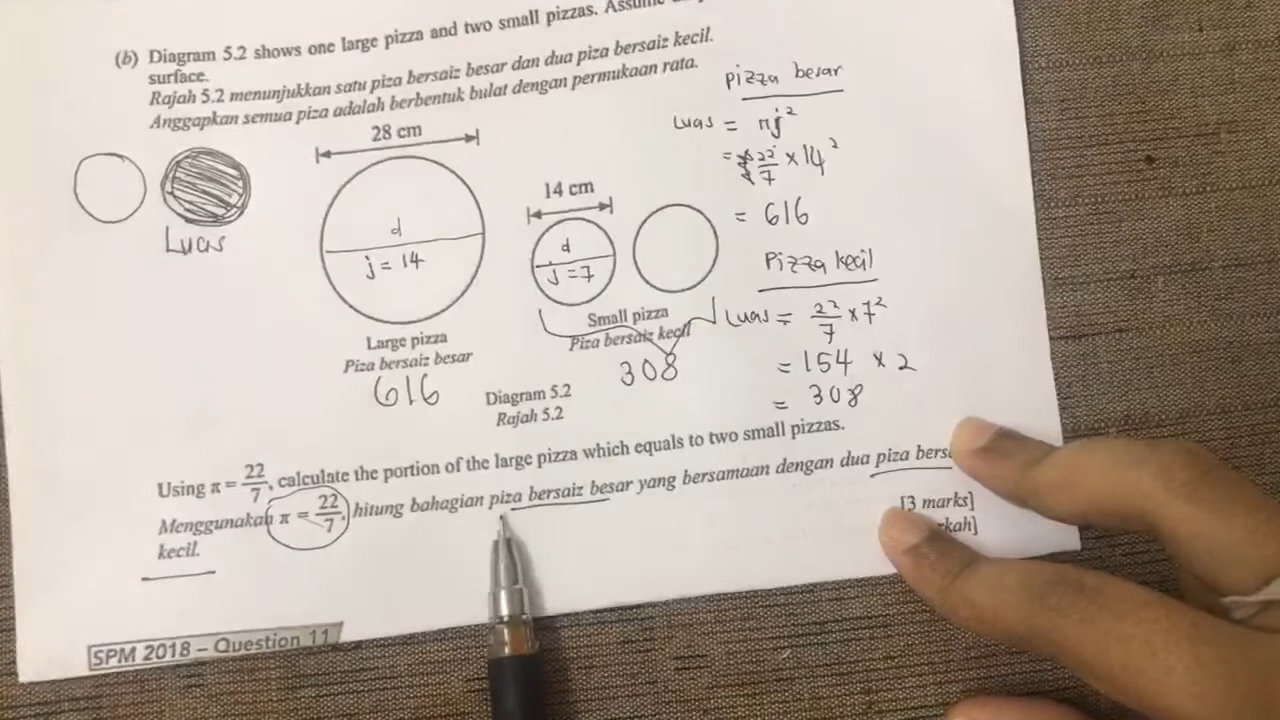 (b) Diagram 5.2 shows one large pizza and two small pizzas. Assume
surface.
Rajah 5.2 menunjukkan satu piza bersaiz besar dan dua piza bersaiz kecil.
Anggapkan semua piza adalah berbentuk bulat dengan permukaan rata.
28 cm
14 cm
d
j = 14
d
j = 7
Luas
Large pizza
Piza bersaiz besar
616
Small pizza
Piza bersaiz kecil
308
Diagram 5.2
Rajah 5.2
Pizza besar
Luas = πj²
= 22/7 × 14²
= 616
Pizza kecil
Luas = 22/7 × 7²
= 154 × 2
= 308
Using π = 22/7, calculate the portion of the large pizza which equals to two small pizzas.
Menggunakan π = 22/7, hitung bahagian piza bersaiz besar yang bersamaan dengan dua piza
kecil.
[3 marks]
SPM 2018 – Question 11